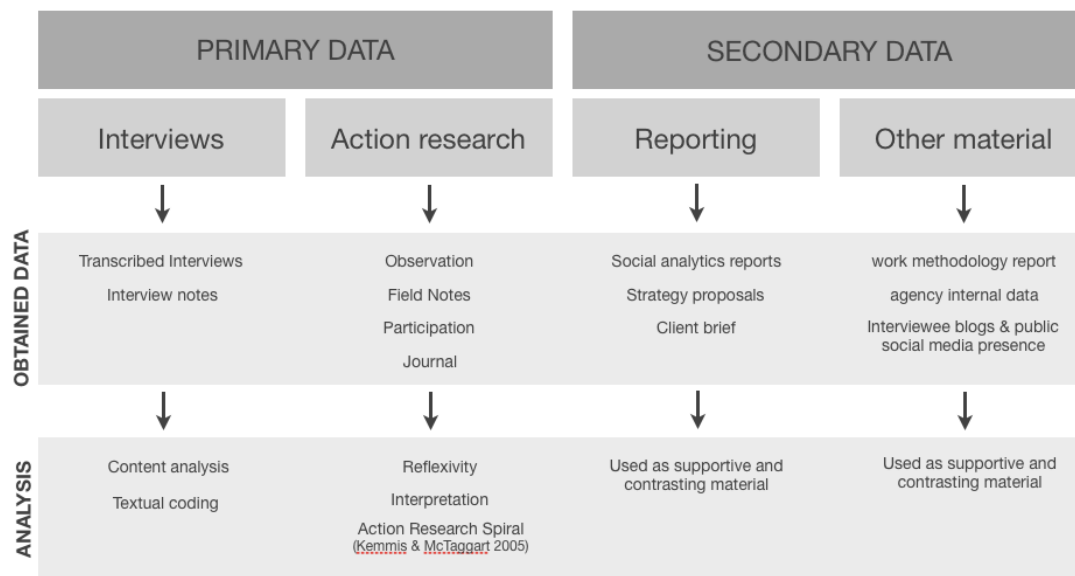 PRIMARY DATA
SECONDARY DATA
Interviews
Action research
Reporting
Other material
OBTAINED DATA
Transcribed Interviews
Interview notes
Observation
Field Notes
Participation
Journal
Social analytics reports
Strategy proposals
Client brief
work methodology report
agency internal data
Interviewee blogs & public
social media presence
ANALYSIS
Content analysis
Textual coding
Reflexivity
Interpretation
Action Research Spiral
(Kemmis & McTaggart 2005)
Used as supportive and
contrasting material
Used as supportive and
contrasting material